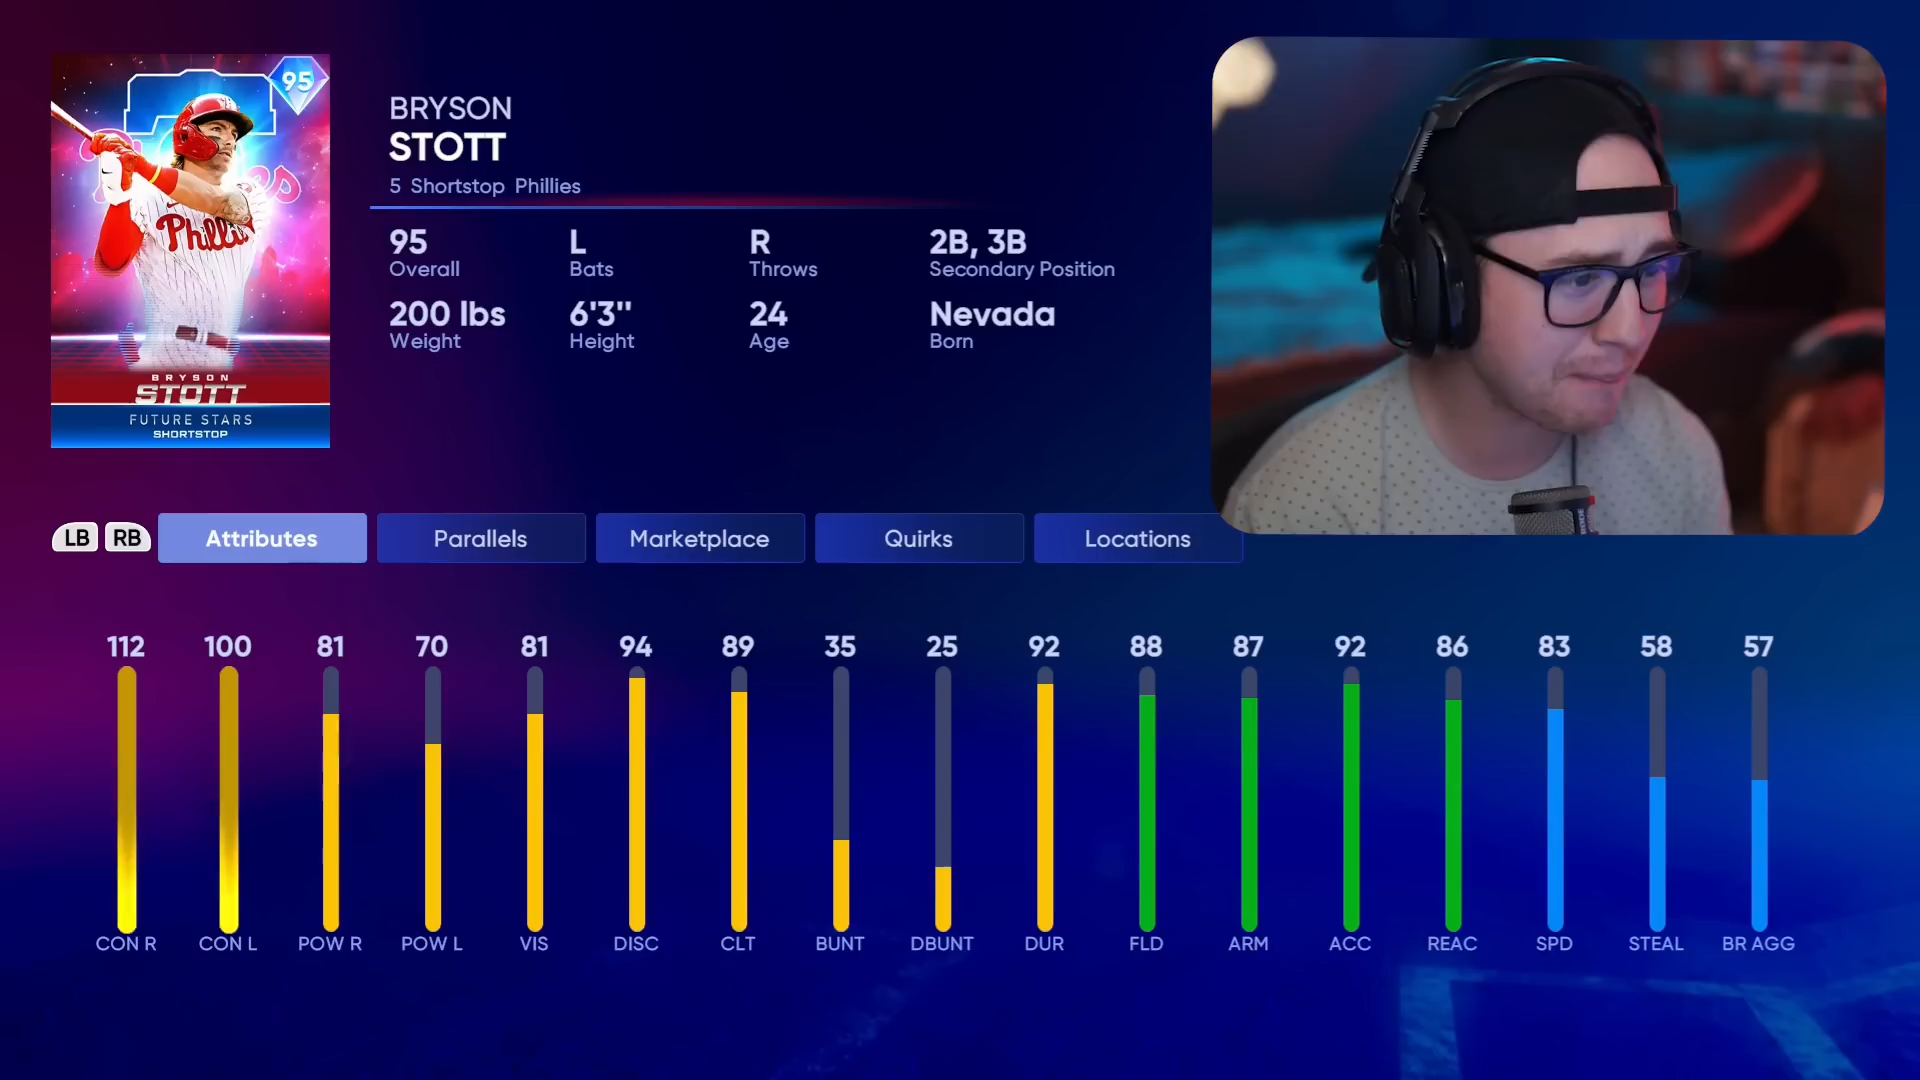 95
Phillies
BRYSON
STOTT
FUTURE STARS
SHORTSTOP
BRYSON
STOTT
5 Shortstop Phillies
95
Overall
L
Bats
R
Throws
2B, 3B
Secondary Position
200 lbs
Weight
6'3"
Height
24
Age
Nevada
Born
LB RB Attributes Parallels Marketplace Quirks Locations
112 100 81 70 81 94 89 35 25 92 88 87 92 86 83 58 57
CON R CON L POW R POW L VIS DISC CLT BUNT DBUNT DUR FLD ARM ACC REAC SPD STEAL BR AGG